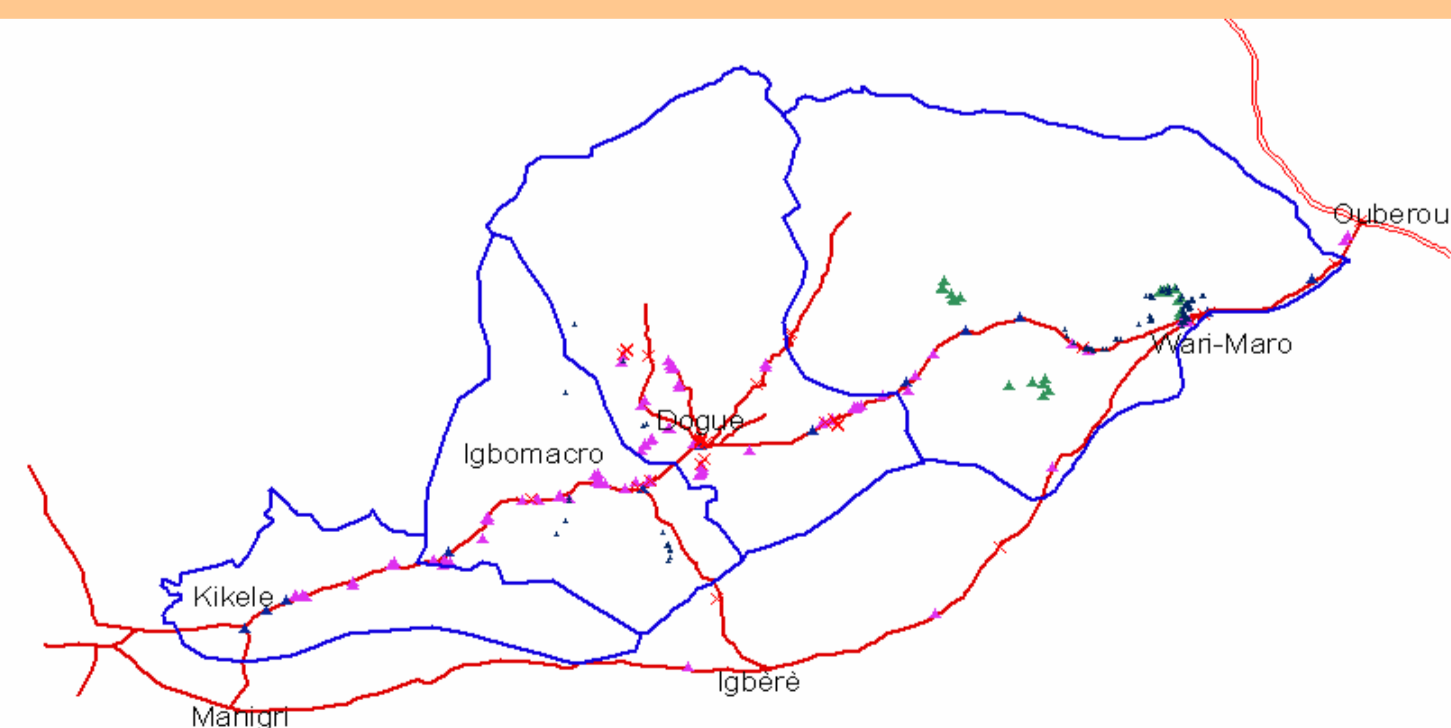 Ouberou
Wari-Maro
Dogue
Igbomacro
Kikele
Igbèrè
Manigri